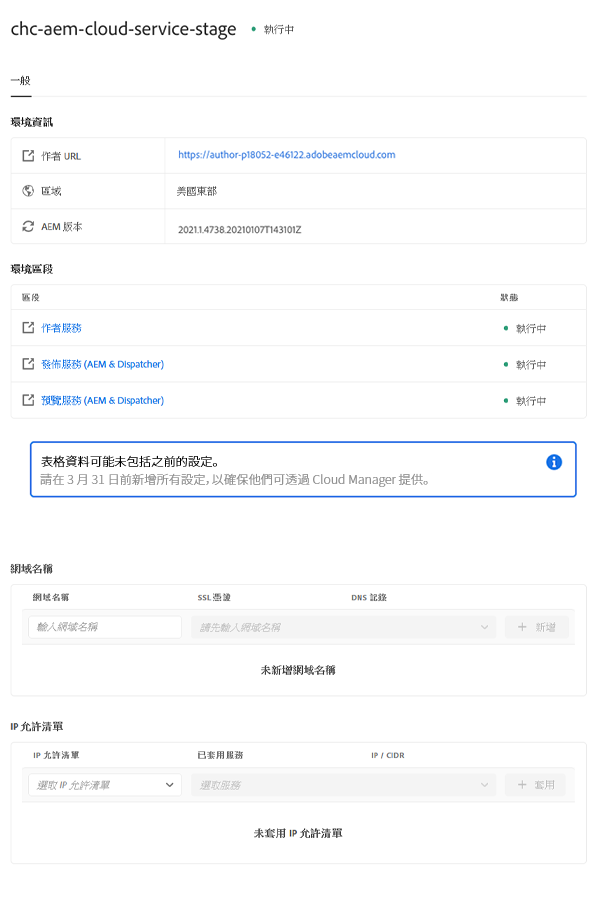 chc-aem-cloud-service-stage 執行中
一般
環境資訊
作者 URL https://author-p18052-e46122.adobeaemcloud.com
區域 美國東部
AEM 版本 2021.1.4738.20210107T143101Z
環境區段
區段 狀態
作者服務 執行中
發佈服務 (AEM & Dispatcher) 執行中
預覽服務 (AEM & Dispatcher) 執行中
表格資料可能未包括之前的設定。
請在 3 月 31 日前新增所有設定，以確保他們可透過 Cloud Manager 提供。
網域名稱
網域名稱 SSL 憑證 DNS 記錄
輸入網域名稱 請先輸入網域名稱 + 新增
未新增網域名稱
IP 允許清單
IP 允許清單 已套用服務 IP / CIDR
選取 IP 允許清單 選取服務 + 套用
未套用 IP 允許清單